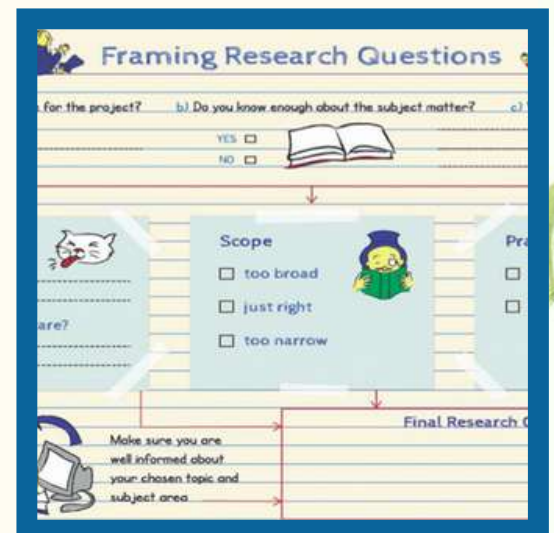 Framing Research Questions
for the project?
b) Do you know enough about the subject matter?
c)
YES
NO
Scope
too broad
just right
too narrow
are?
Make sure you are
well informed about
your chosen topic and
subject area
Final Research